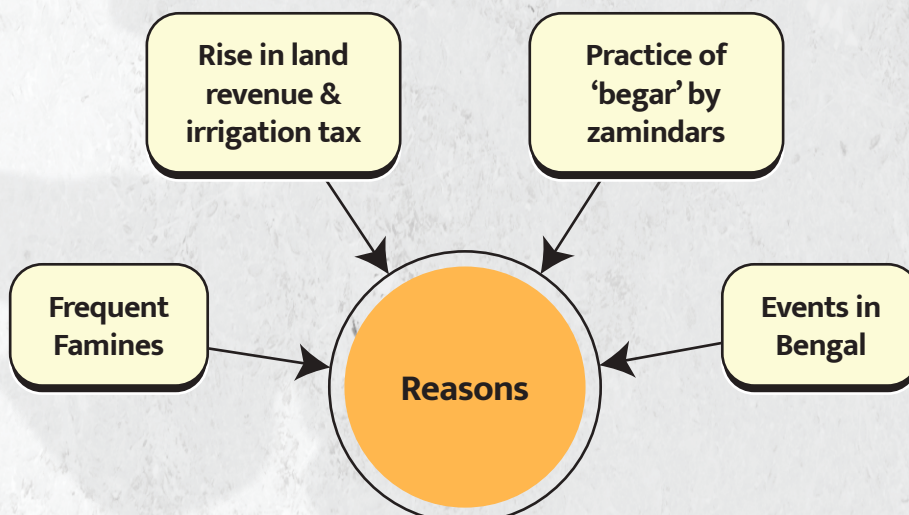 Rise in land
revenue &
irrigation tax
Practice of
‘begar’ by
zamindars
Frequent
Famines
Events in
Bengal
Reasons